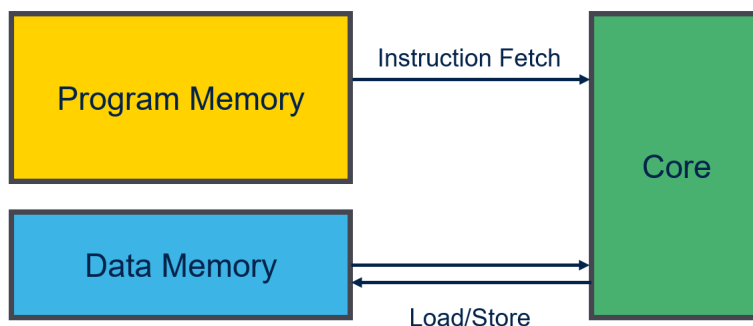 Program Memory
Instruction Fetch
Core
Data Memory
Load/Store